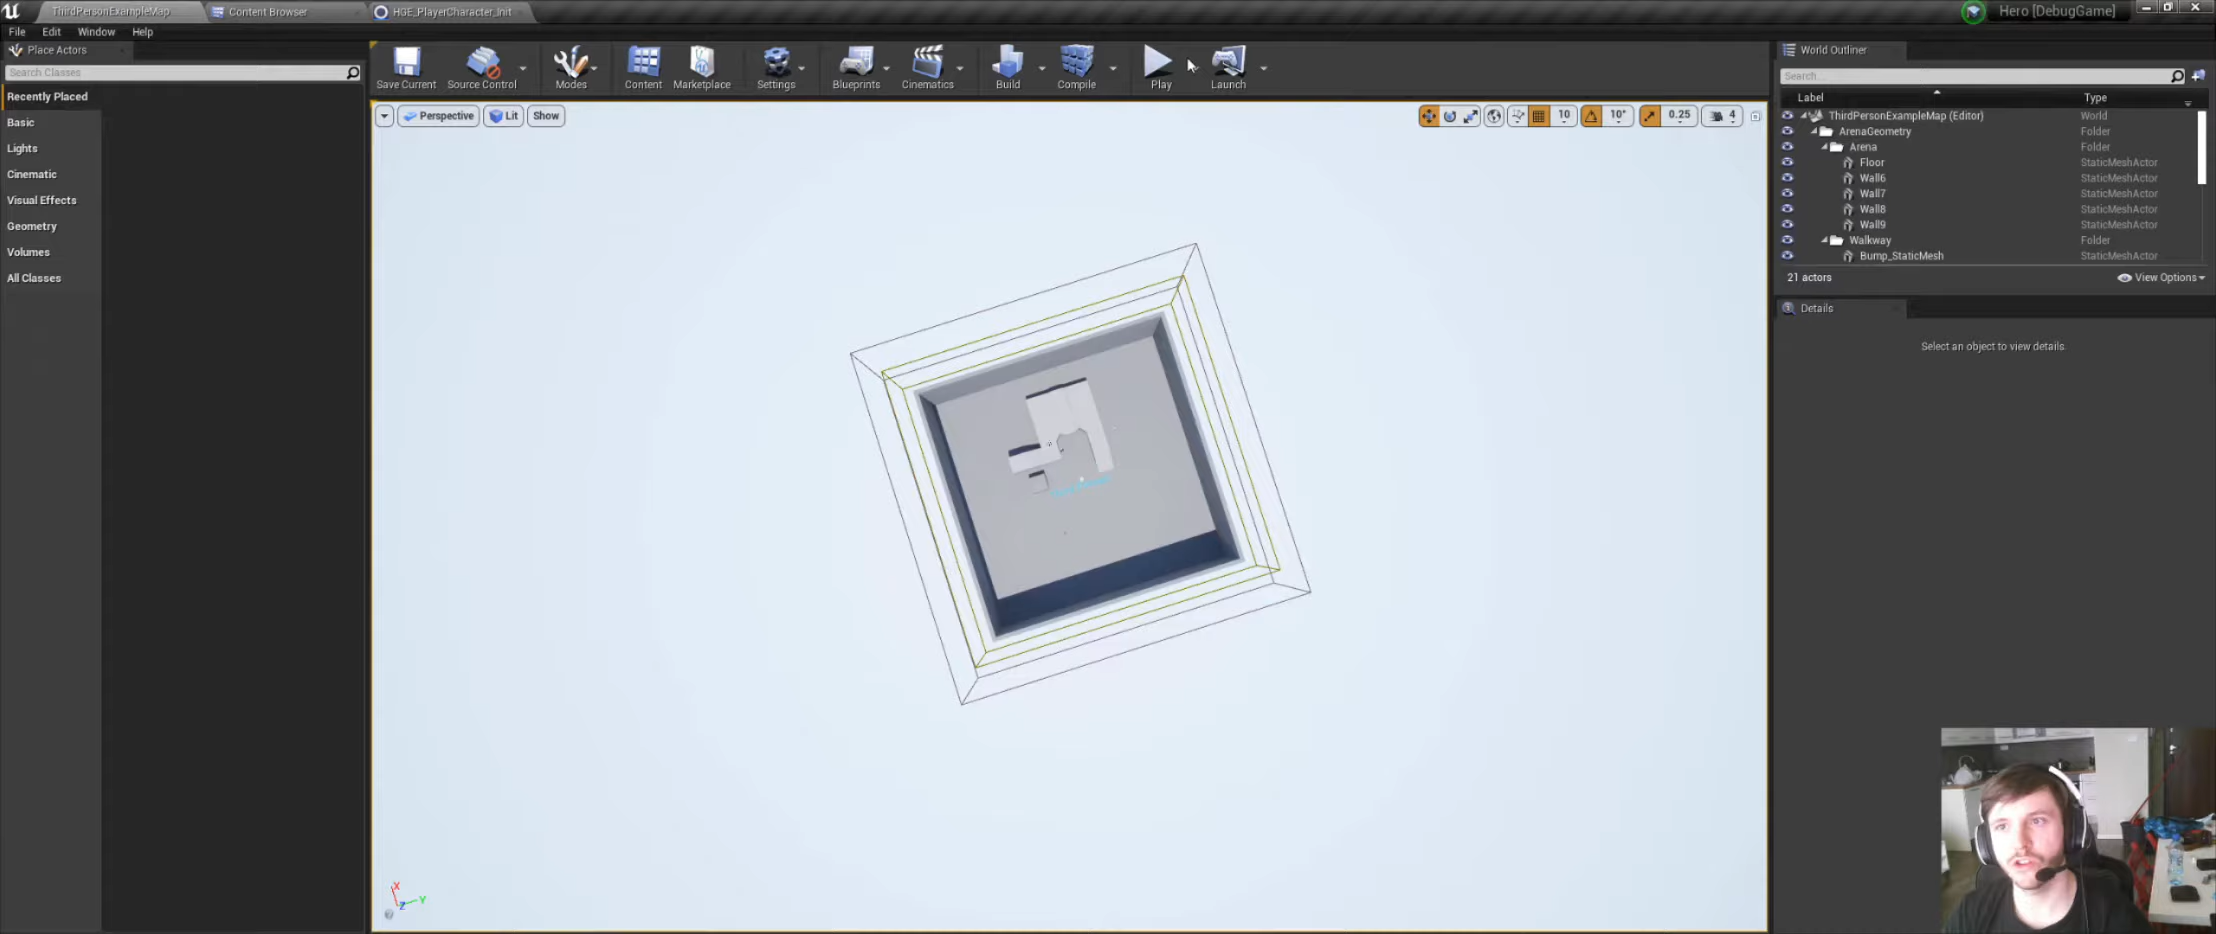 ThirdPersonExampleMap
Content Browser
HGE_PlayerCharacter_Init
Hero [DebugGame]
File Edit Window Help
Place Actors
Search Classes
Recently Placed
Basic
Lights
Cinematic
Visual Effects
Geometry
Volumes
All Classes
Save Current
Source Control
Modes
Content
Marketplace
Settings
Blueprints
Cinematics
Build
Compile
Play
Launch
Perspective
Lit
Show
10
10°
0.25
4
World Outliner
Search...
Label Type
ThirdPersonExampleMap (Editor) World
ArenaGeometry Folder
Arena Folder
Floor StaticMeshActor
Wall6 StaticMeshActor
Wall7 StaticMeshActor
Wall8 StaticMeshActor
Wall9 StaticMeshActor
Walkway Folder
Bump_StaticMesh StaticMeshActor
21 actors
View Options
Details
Select an object to view details.
X
Z
Y